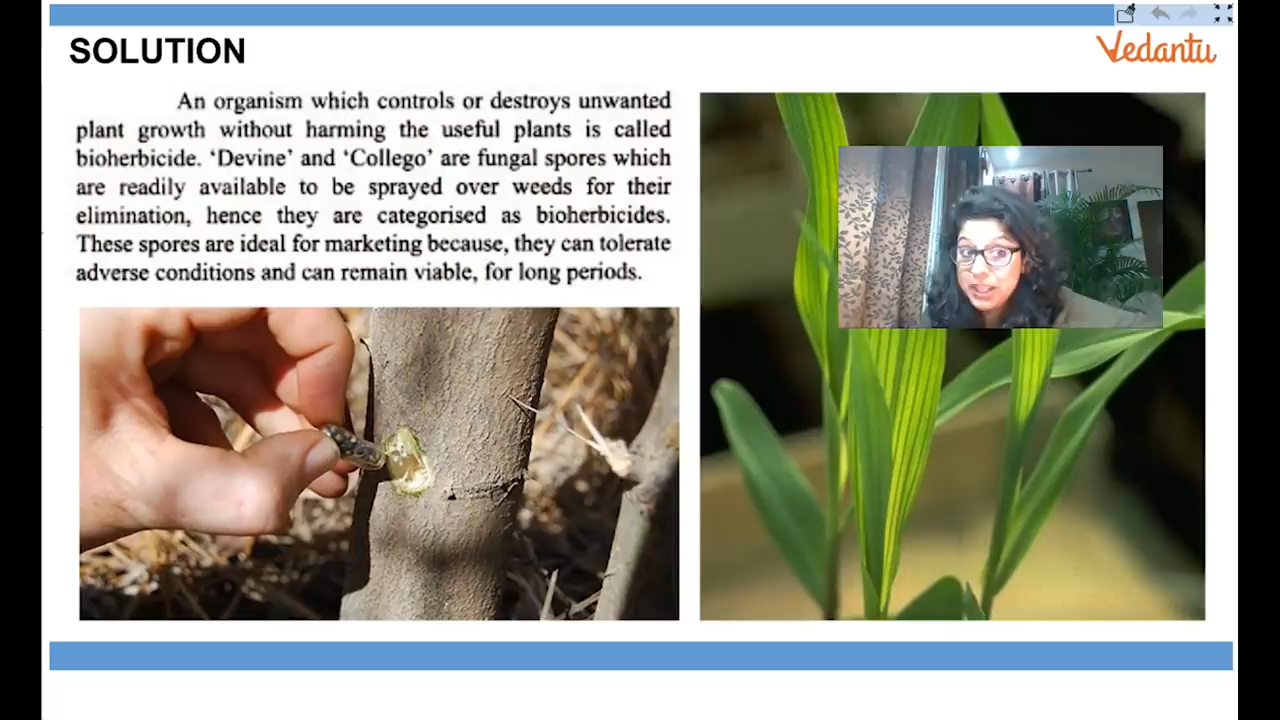 SOLUTION
Vedantu
An organism which controls or destroys unwanted
plant growth without harming the useful plants is called
bioherbicide. ‘Devine’ and ‘Collego’ are fungal spores which
are readily available to be sprayed over weeds for their
elimination, hence they are categorised as bioherbicides.
These spores are ideal for marketing because, they can tolerate
adverse conditions and can remain viable, for long periods.